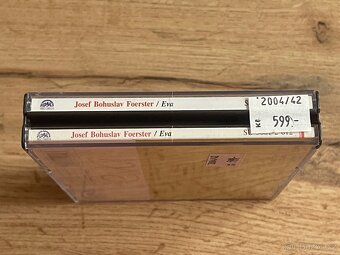 Josef Bohuslav Foerster / Eva
2004/42
Kč 599,-
Josef Bohuslav Foerster / Eva